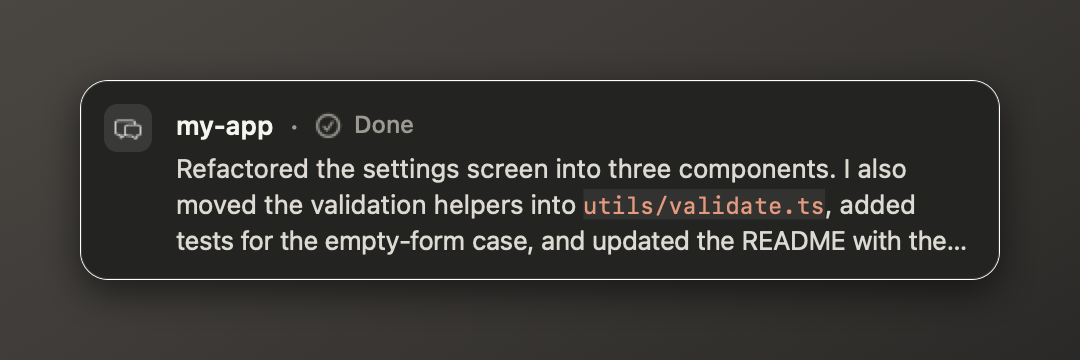 my-app · Done
Refactored the settings screen into three components. I also
moved the validation helpers into utils/validate.ts, added
tests for the empty-form case, and updated the README with the...